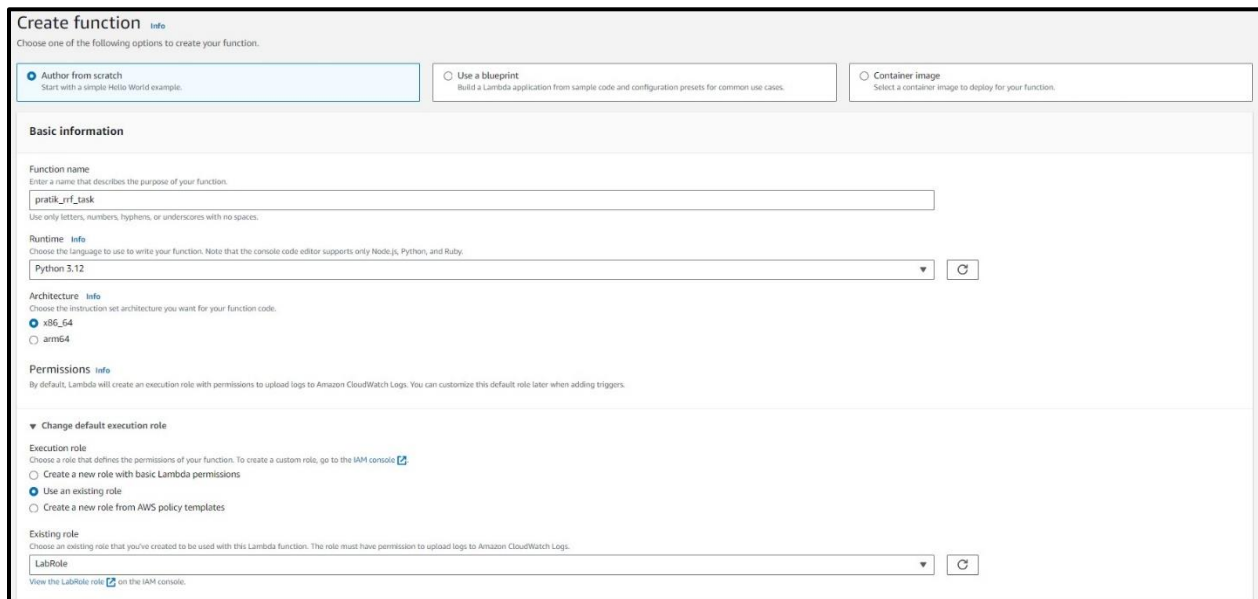 Create function Info
Choose one of the following options to create your function.
Author from scratch
Start with a simple Hello World example.
Use a blueprint
Build a Lambda application from sample code and configuration presets for common use cases.
Container image
Select a container image to deploy for your function.
Basic information
Function name
Enter a name that describes the purpose of your function.
pratik_rrf_task
Use only letters, numbers, hyphens, or underscores with no spaces.
Runtime Info
Choose the language to use to write your function. Note that the console code editor supports only Node.js, Python, and Ruby.
Python 3.12
Architecture Info
Choose the instruction set architecture you want for your function code.
x86_64
arm64
Permissions Info
By default, Lambda will create an execution role with permissions to upload logs to Amazon CloudWatch Logs. You can customize this default role later when adding triggers.
Change default execution role
Execution role
Choose a role that defines the permissions of your function. To create a custom role, go to the IAM console.
Create a new role with basic Lambda permissions
Use an existing role
Create a new role from AWS policy templates
Existing role
Choose an existing role that you've created to be used with this Lambda function. The role must have permission to upload logs to Amazon CloudWatch Logs.
LabRole
View the LabRole role on the IAM console.